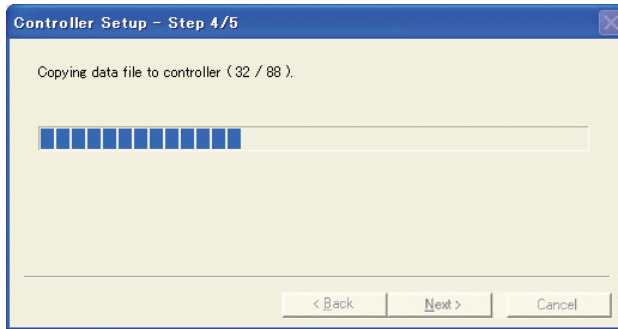 Controller Setup - Step 4/5
Copying data file to controller ( 32 / 88 ).
< Back
Next >
Cancel